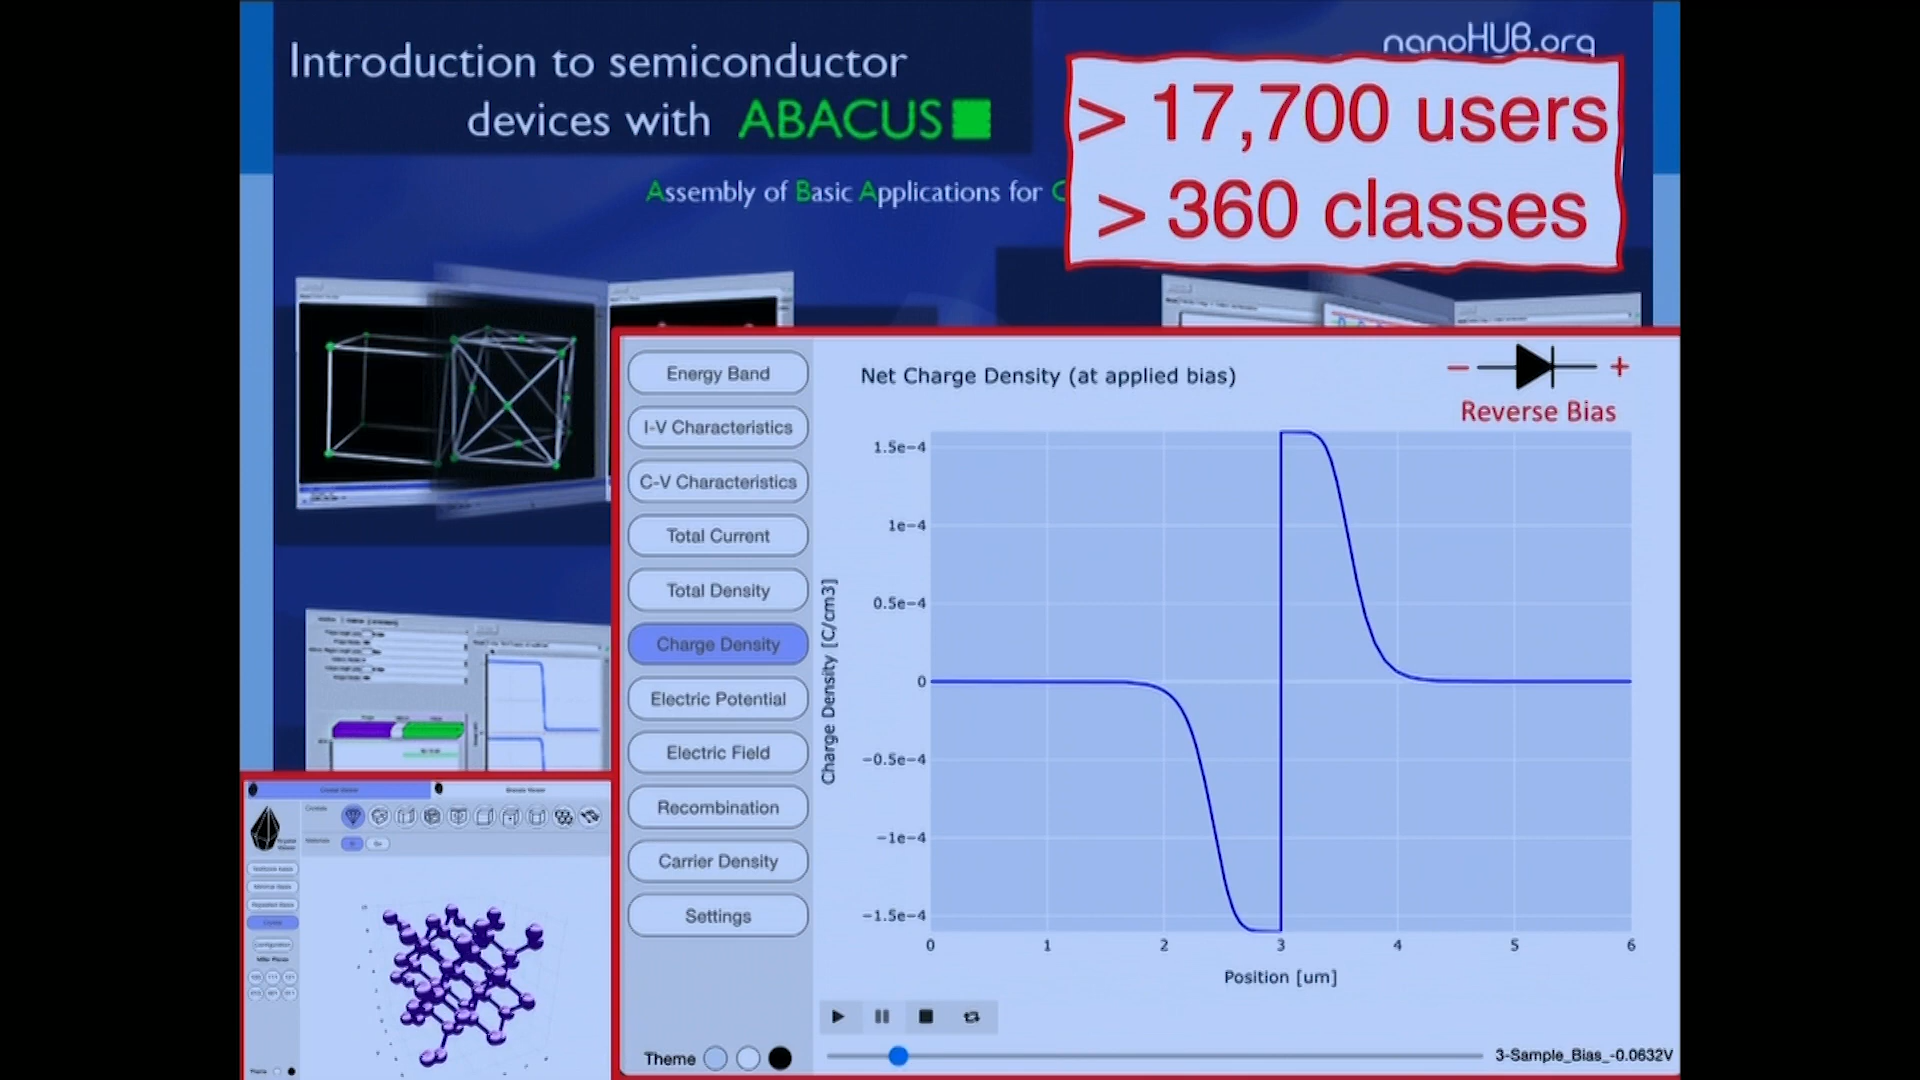 Introduction to semiconductor
devices with ABACUS
nanoHUB.org
> 17,700 users
> 360 classes
Assembly of Basic Applications for
Energy Band
I-V Characteristics
C-V Characteristics
Total Current
Total Density
Charge Density
Electric Potential
Electric Field
Recombination
Carrier Density
Settings
Theme
Net Charge Density (at applied bias)
− +
Reverse Bias
Charge Density [C/cm3]
1.5e−4
1e−4
0.5e−4
0
−0.5e−4
−1e−4
−1.5e−4
0 1 2 3 4 5 6
Position [um]
3-Sample_Bias_-0.0632V
Crystal Viewer